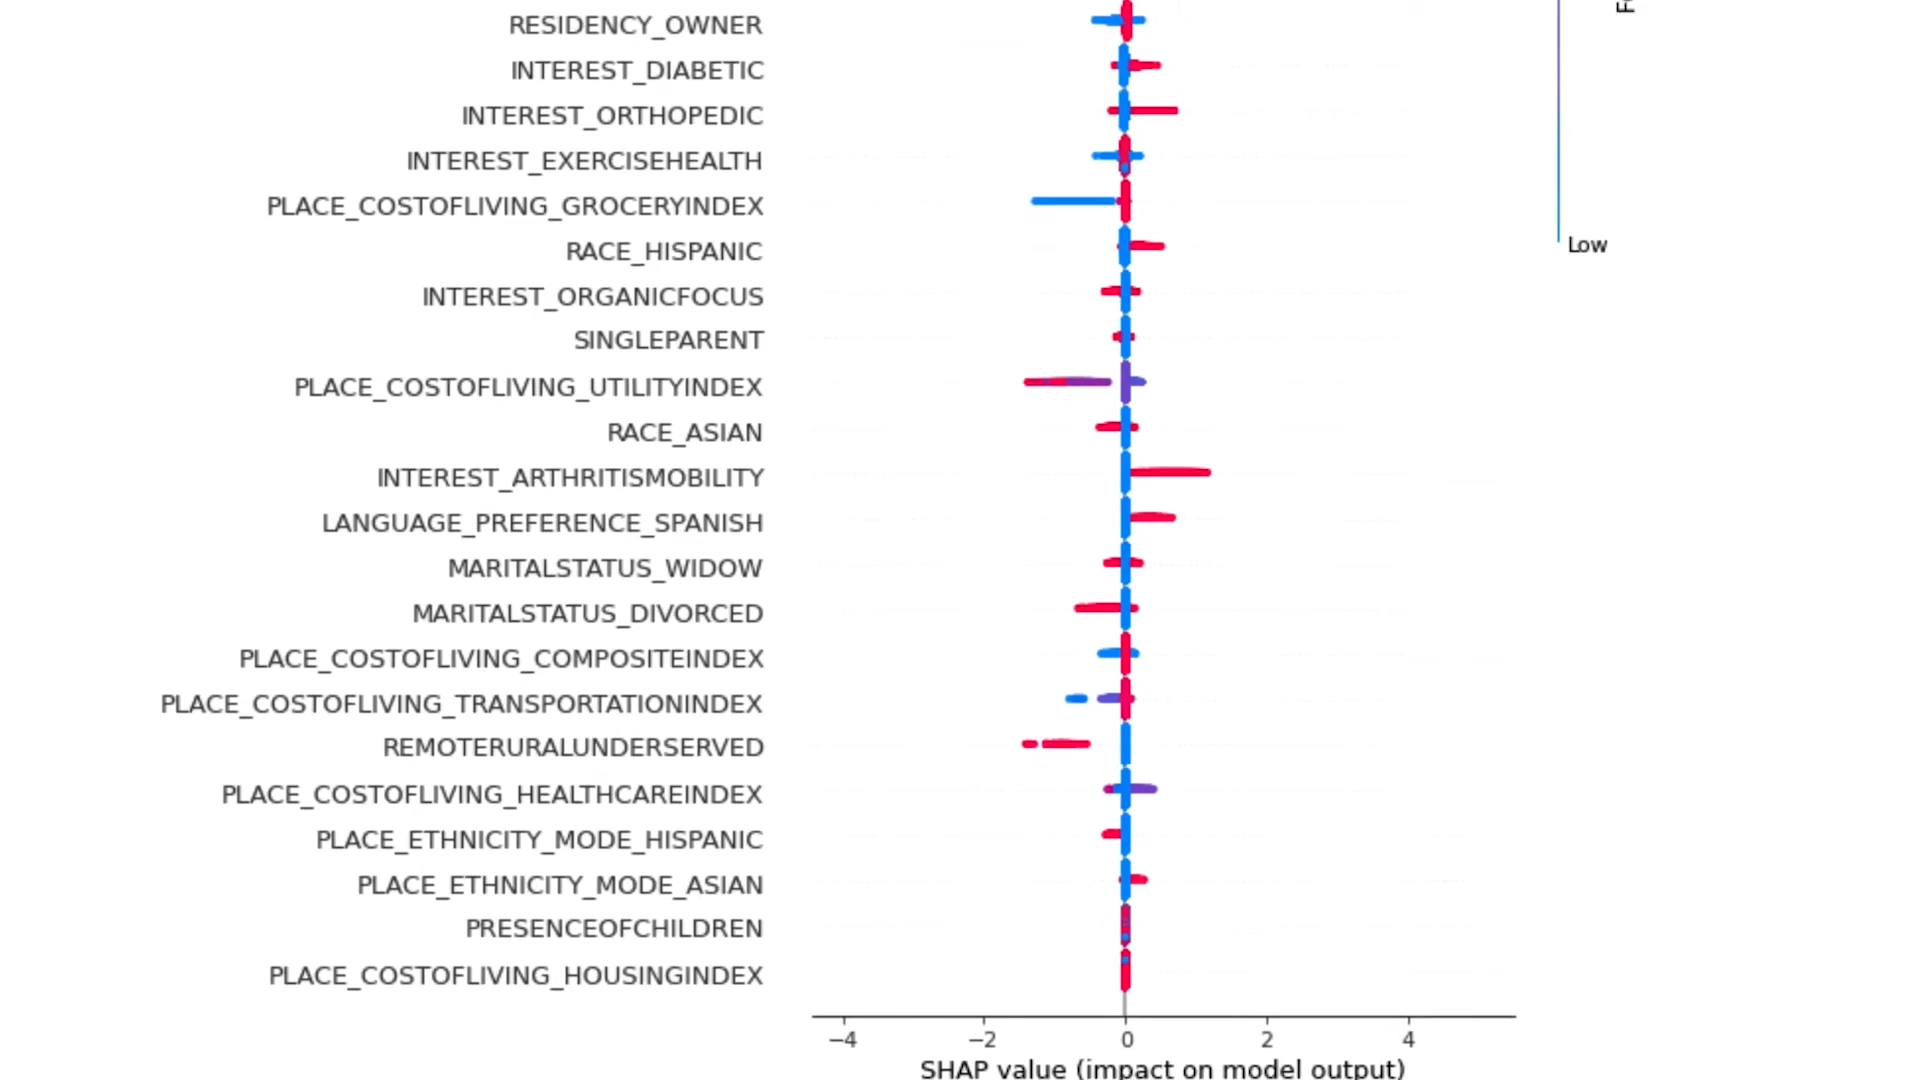 RESIDENCY_OWNER
INTEREST_DIABETIC
INTEREST_ORTHOPEDIC
INTEREST_EXERCISEHEALTH
PLACE_COSTOFLIVING_GROCERYINDEX
RACE_HISPANIC
Low
INTEREST_ORGANICFOCUS
SINGLEPARENT
PLACE_COSTOFLIVING_UTILITYINDEX
RACE_ASIAN
INTEREST_ARTHRITISMOBILITY
LANGUAGE_PREFERENCE_SPANISH
MARITALSTATUS_WIDOW
MARITALSTATUS_DIVORCED
PLACE_COSTOFLIVING_COMPOSITEINDEX
PLACE_COSTOFLIVING_TRANSPORTATIONINDEX
REMOTERURALUNDERSERVED
PLACE_COSTOFLIVING_HEALTHCAREINDEX
PLACE_ETHNICITY_MODE_HISPANIC
PLACE_ETHNICITY_MODE_ASIAN
PRESENCEOFCHILDREN
PLACE_COSTOFLIVING_HOUSINGINDEX
−4 −2 0 2 4
SHAP value (impact on model output)